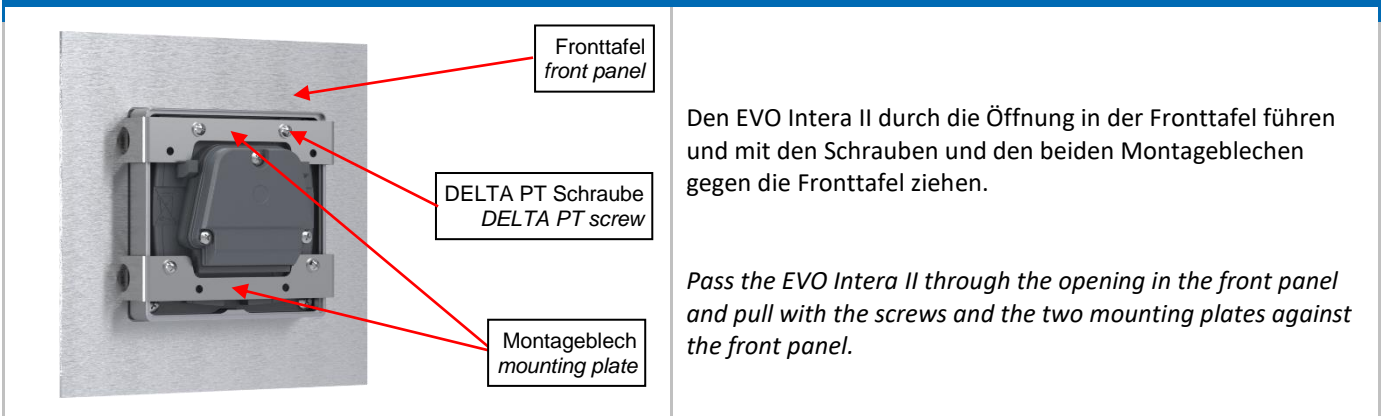 Fronttafel
front panel
DELTA PT Schraube
DELTA PT screw
Montageblech
mounting plate
Den EVO Intera II durch die Öffnung in der Fronttafel führen
und mit den Schrauben und den beiden Montageblechen
gegen die Fronttafel ziehen.
Pass the EVO Intera II through the opening in the front panel
and pull with the screws and the two mounting plates against
the front panel.